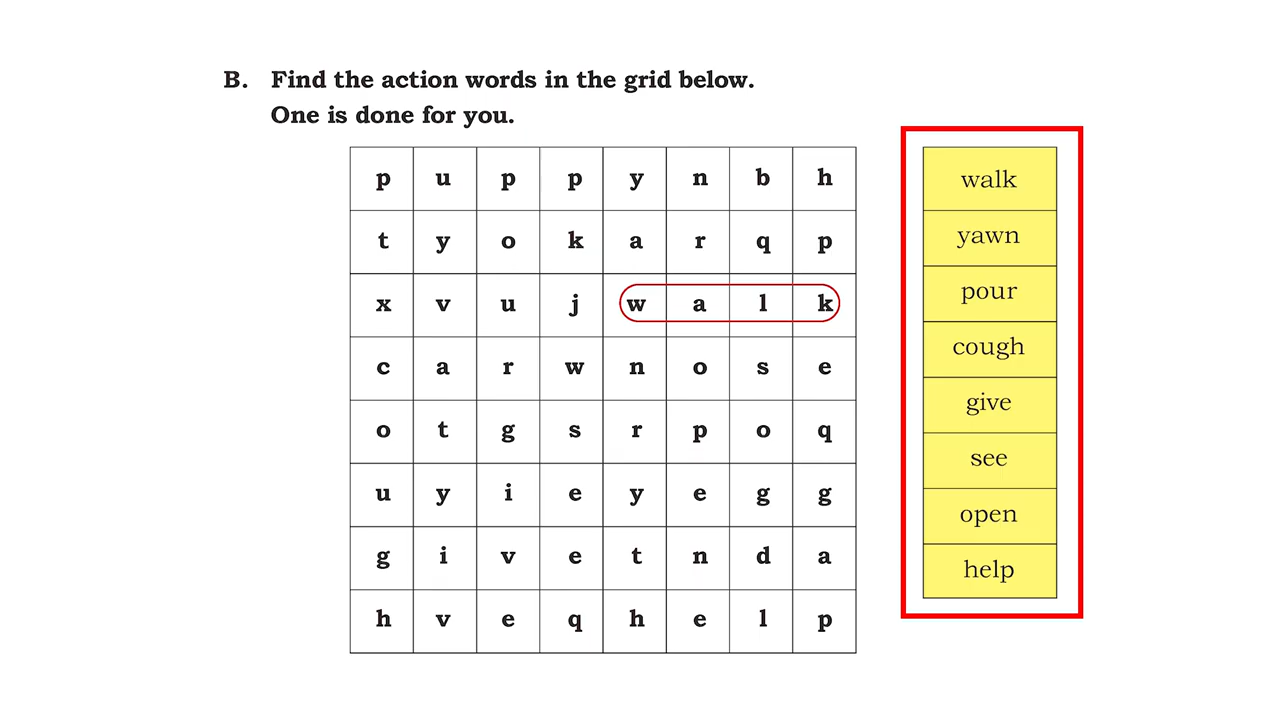 B. Find the action words in the grid below.
One is done for you.
p u p p y n b h
t y o k a r q p
x v u j w a l k
c a r w n o s e
o t g s r p o q
u y i e y e g g
g i v e t n d a
h v e q h e l p
walk
yawn
pour
cough
give
see
open
help